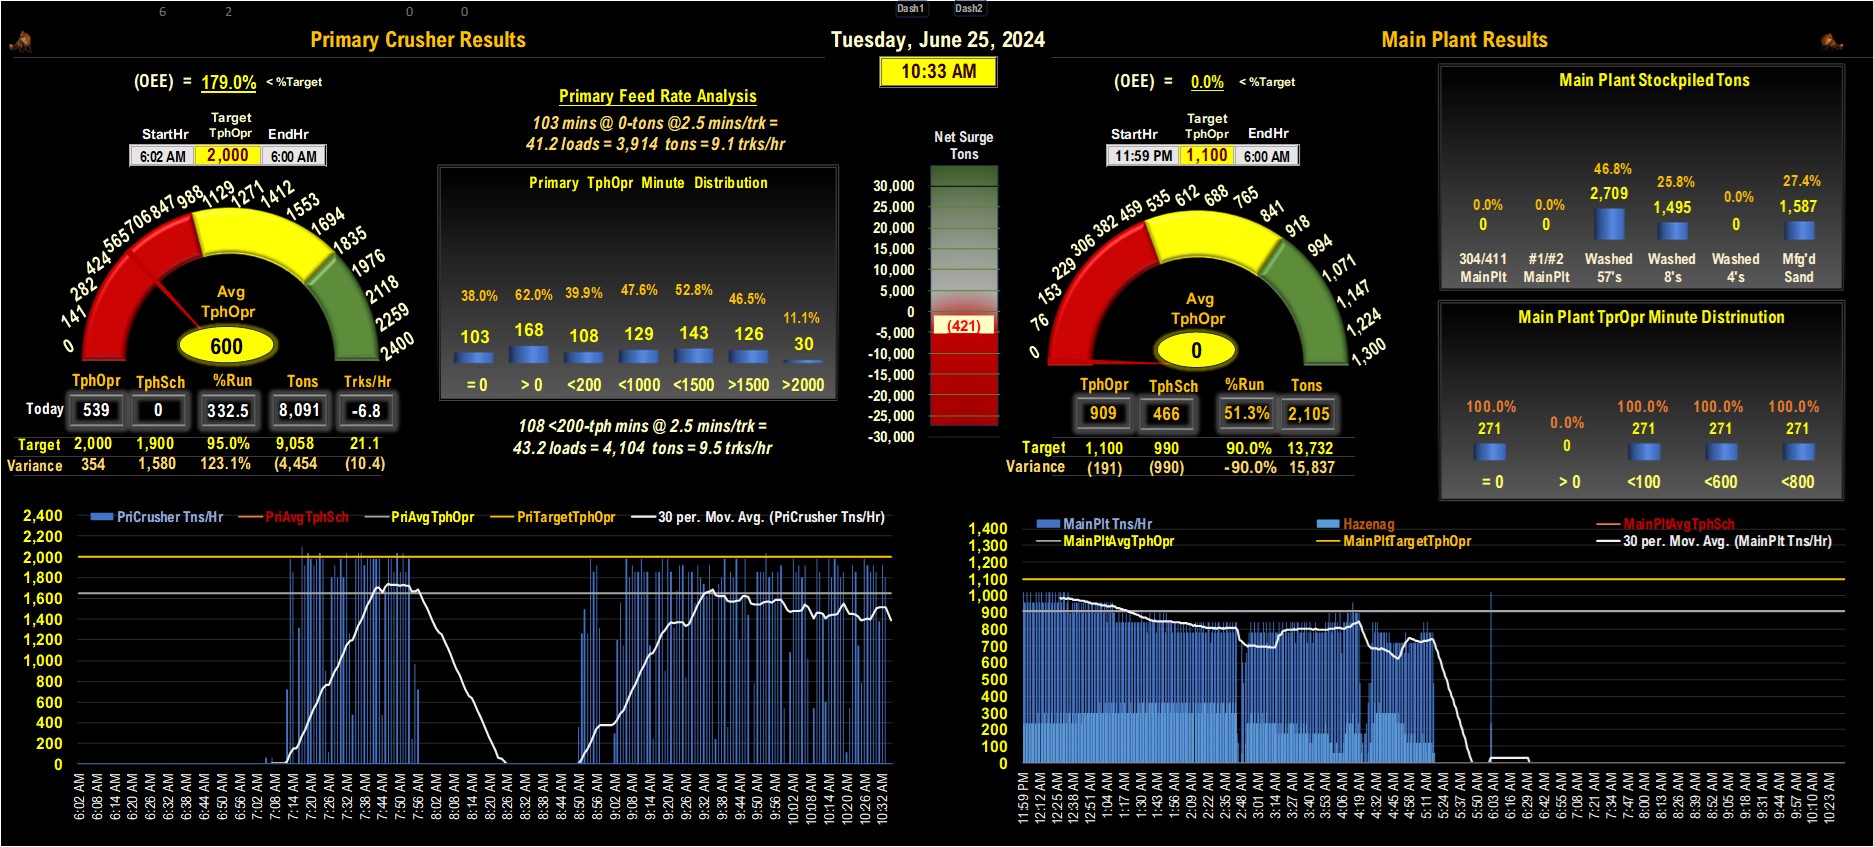 6 2 0 0 Dash1 Dash2
Primary Crusher Results
Tuesday, June 25, 2024
Main Plant Results
10:33 AM
(OEE) = 179.0% < %Target
Target
StartHr TphOpr EndHr
6:02 AM 2,000 6:00 AM
0 141 282 424 565 706 847 988 1129 1271 1412 1553 1694 1835 1976 2118 2259 2400
Avg
TphOpr
600
TphOpr TphSch %Run Tons Trks/Hr
Today 539 0 332.5 8,091 -6.8
Target 2,000 1,900 95.0% 9,058 21.1
Variance 354 1,580 123.1% (4,454) (10.4)
Primary Feed Rate Analysis
103 mins @ 0-tons @2.5 mins/trk =
41.2 loads = 3,914 tons = 9.1 trks/hr
Primary TphOpr Minute Distribution
38.0% 62.0% 39.9% 47.6% 52.8% 46.5% 11.1%
103 168 108 129 143 126 30
= 0 > 0 <200 <1000 <1500 >1500 >2000
108 <200-tph mins @ 2.5 mins/trk =
43.2 loads = 4,104 tons = 9.5 trks/hr
Net Surge
Tons
30,000
25,000
20,000
15,000
10,000
5,000
0
(421)
-5,000
-10,000
-15,000
-20,000
-25,000
-30,000
(OEE) = 0.0% < %Target
Target
StartHr TphOpr EndHr
11:59 PM 1,100 6:00 AM
0 76 153 229 306 382 459 535 612 688 765 841 918 994 1,071 1,147 1,224 1,300
Avg
TphOpr
0
TphOpr TphSch %Run Tons
909 466 51.3% 2,105
Target 1,100 990 90.0% 13,732
Variance (191) (990) -90.0% 15,837
Main Plant Stockpiled Tons
0.0% 0.0% 46.8% 25.8% 0.0% 27.4%
0 0 2,709 1,495 0 1,587
304/411 #1/#2 Washed Washed Washed Mfg'd
MainPlt MainPlt 57's 8's 4's Sand
Main Plant TprOpr Minute Distrinution
100.0% 0.0% 100.0% 100.0% 100.0%
271 0 271 271 271
= 0 > 0 <100 <600 <800
PriCrusher Tns/Hr PriAvgTphSch PriAvgTphOpr PriTargetTphOpr 30 per. Mov. Avg. (PriCrusher Tns/Hr)
2,400
2,200
2,000
1,800
1,600
1,400
1,200
1,000
800
600
400
200
0
6:02 AM 6:08 AM 6:14 AM 6:20 AM 6:26 AM 6:32 AM 6:38 AM 6:44 AM 6:50 AM 6:56 AM 7:02 AM 7:08 AM 7:14 AM 7:20 AM 7:26 AM 7:32 AM 7:38 AM 7:44 AM 7:50 AM 7:56 AM 8:02 AM 8:08 AM 8:14 AM 8:20 AM 8:26 AM 8:32 AM 8:38 AM 8:44 AM 8:50 AM 8:56 AM 9:02 AM 9:08 AM 9:14 AM 9:20 AM 9:26 AM 9:32 AM 9:38 AM 9:44 AM 9:50 AM 9:56 AM 10:02 AM 10:08 AM 10:14 AM 10:20 AM 10:26 AM 10:32 AM
MainPlt Tns/Hr Hazenag MainPltAvgTphSch
MainPltAvgTphOpr MainPltTargetTphOpr 30 per. Mov. Avg. (MainPlt Tns/Hr)
1,400
1,300
1,200
1,100
1,000
900
800
700
600
500
400
300
200
100
0
11:59 PM 12:12 AM 12:25 AM 12:38 AM 12:51 AM 1:04 AM 1:17 AM 1:30 AM 1:43 AM 1:56 AM 2:09 AM 2:22 AM 2:35 AM 2:48 AM 3:01 AM 3:14 AM 3:27 AM 3:40 AM 3:53 AM 4:06 AM 4:19 AM 4:32 AM 4:45 AM 4:58 AM 5:11 AM 5:24 AM 5:37 AM 5:50 AM 6:03 AM 6:16 AM 6:29 AM 6:42 AM 6:55 AM 7:08 AM 7:21 AM 7:34 AM 7:47 AM 8:00 AM 8:13 AM 8:26 AM 8:39 AM 8:52 AM 9:05 AM 9:18 AM 9:31 AM 9:44 AM 9:57 AM 10:10 AM 10:23 AM